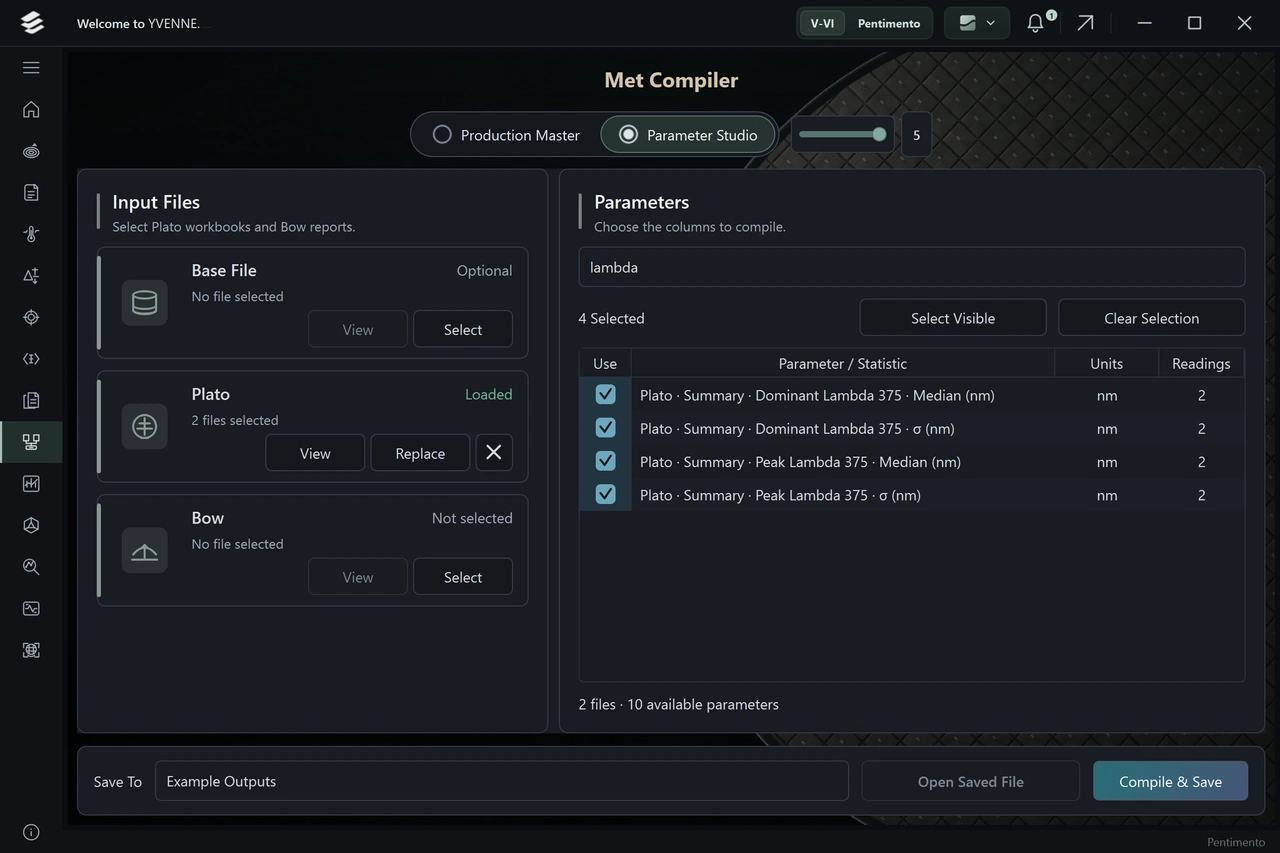 Welcome to YVENNE.
V-VI Pentimento
1
Met Compiler
Production Master
Parameter Studio
5
Input Files
Select Plato workbooks and Bow reports.
Base File
Optional
No file selected
View
Select
Plato
Loaded
2 files selected
View
Replace
Bow
Not selected
No file selected
View
Select
Parameters
Choose the columns to compile.
lambda
4 Selected
Select Visible
Clear Selection
Use Parameter / Statistic Units Readings
Plato · Summary · Dominant Lambda 375 · Median (nm) nm 2
Plato · Summary · Dominant Lambda 375 · σ (nm) nm 2
Plato · Summary · Peak Lambda 375 · Median (nm) nm 2
Plato · Summary · Peak Lambda 375 · σ (nm) nm 2
2 files · 10 available parameters
Save To
Example Outputs
Open Saved File
Compile & Save
Pentimento